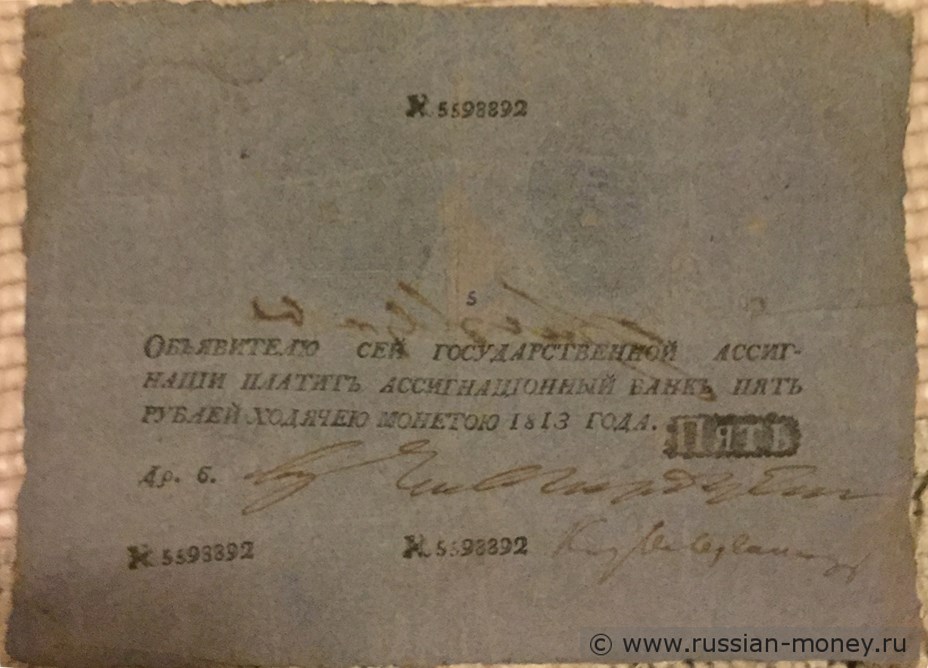 № 5598892
5
ОБЪЯВИТЕЛЮ СЕЙ ГОСУДАРСТВЕННОЙ АССИГ-
НАЦІИ ПЛАТИТЪ АССИГНАЦІОННЫЙ БАНКЪ ПЯТЬ
РУБЛЕЙ ХОДЯЧЕЮ МОНЕТОЮ 1813 ГОДА. ПЯТЬ
Др. б.
№ 5598892 № 5598892
© www.russian-money.ru